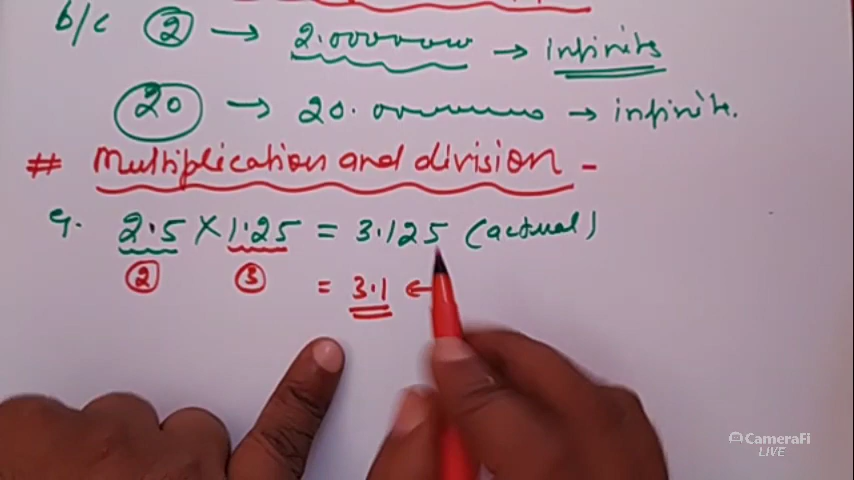 b/c ② → 2.000000 → infinite
20 → 20.00 → infinite.
# Multiplication and division -
eg. 2.5 × 1.25 = 3.125 (actual)
② ③ = 3.1 ←
CameraFi
LIVE